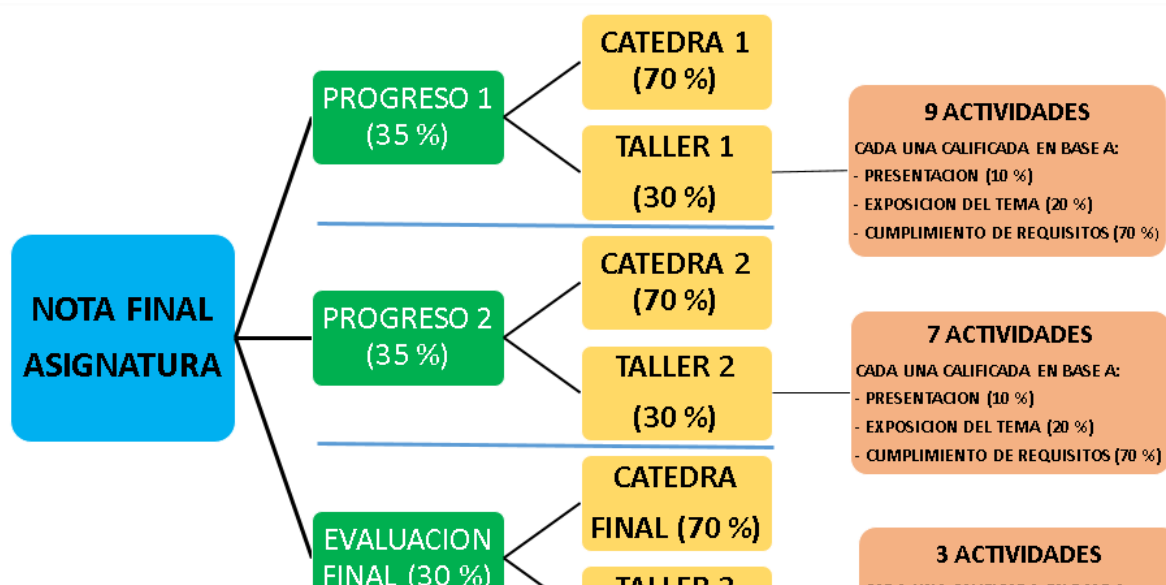 NOTA FINAL
ASIGNATURA
PROGRESO 1
(35 %)
CATEDRA 1
(70 %)
TALLER 1
(30 %)
9 ACTIVIDADES
CADA UNA CALIFICADA EN BASE A:
- PRESENTACION (10 %)
- EXPOSICION DEL TEMA (20 %)
- CUMPLIMIENTO DE REQUISITOS (70 %)
PROGRESO 2
(35 %)
CATEDRA 2
(70 %)
TALLER 2
(30 %)
7 ACTIVIDADES
CADA UNA CALIFICADA EN BASE A:
- PRESENTACION (10 %)
- EXPOSICION DEL TEMA (20 %)
- CUMPLIMIENTO DE REQUISITOS (70 %)
EVALUACION
FINAL (30 %)
CATEDRA
FINAL (70 %)
TALLER
3 ACTIVIDADES